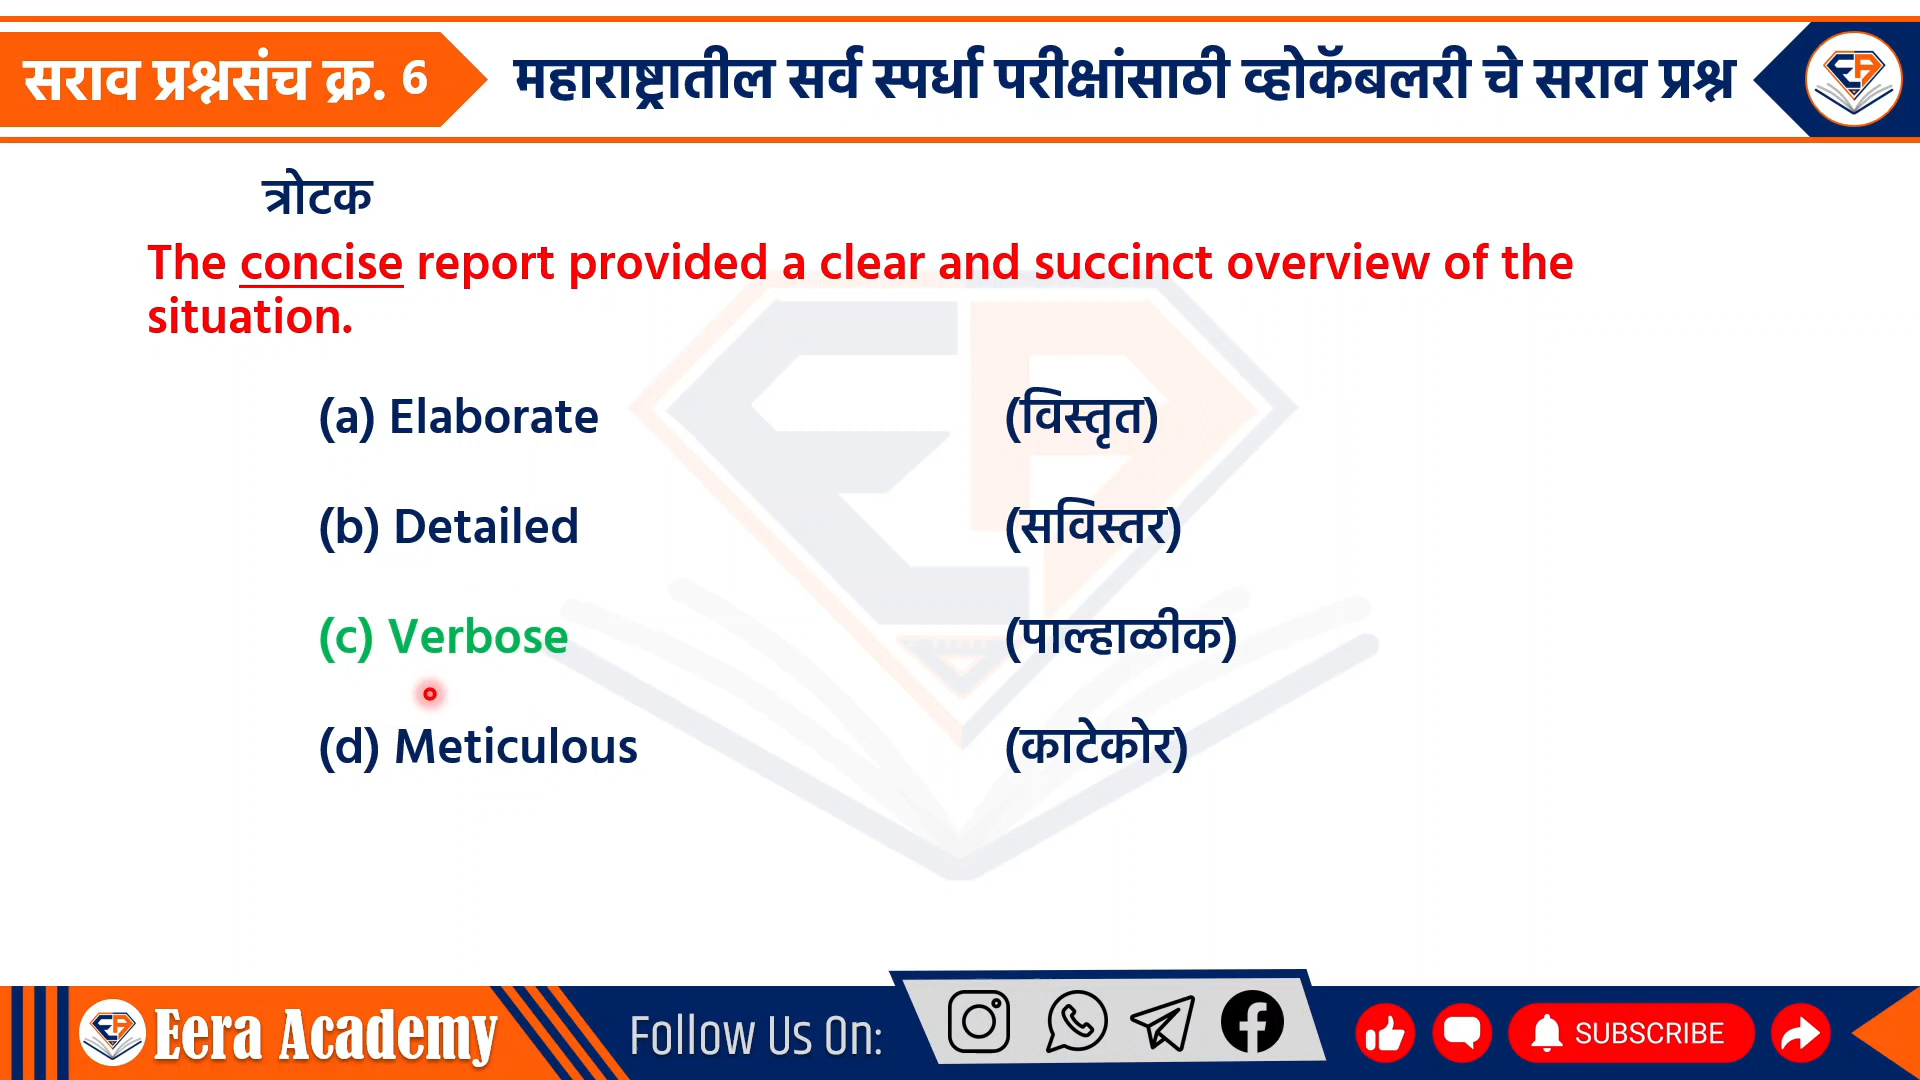 सराव प्रश्नसंच क्र. 6
महाराष्ट्रातील सर्व स्पर्धा परीक्षांसाठी व्होकॅबलरी चे सराव प्रश्न
त्रोटक
The concise report provided a clear and succinct overview of the
situation.
(a) Elaborate (विस्तृत)
(b) Detailed (सविस्तर)
(c) Verbose (पाल्हाळीक)
(d) Meticulous (काटेकोर)
Eera Academy
Follow Us On:
SUBSCRIBE